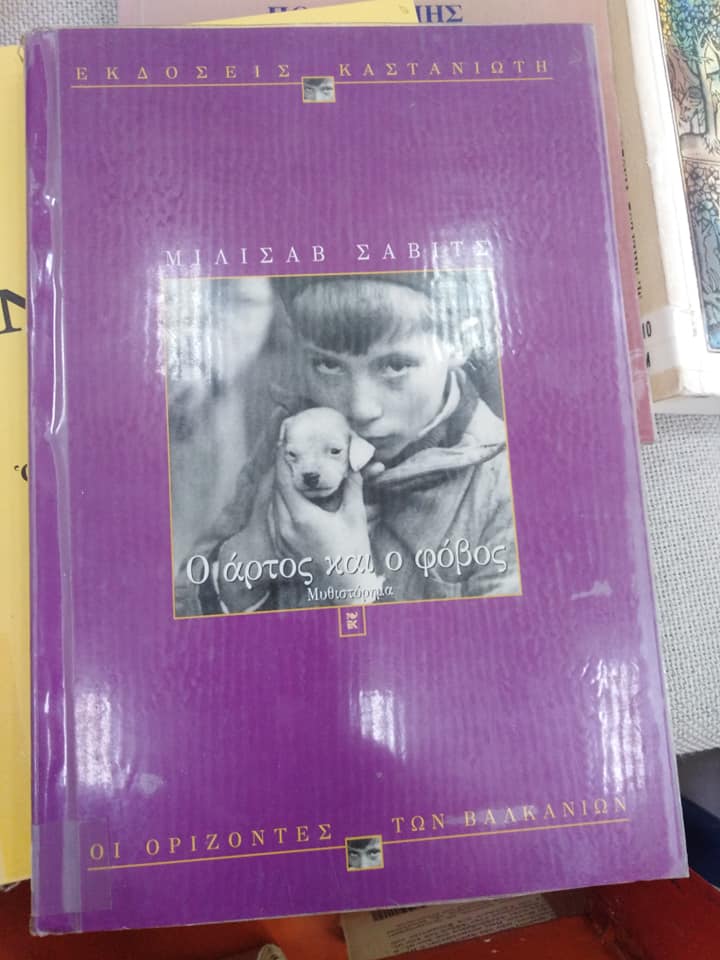 ΕΚΔΟΣΕΙΣ ΚΑΣΤΑΝΙΩΤΗ
ΜΙΛΙΣΑΒ ΣΑΒΙΤΣ
Ο άρτος και ο φόβος
Μυθιστόρημα
ΟΙ ΟΡΙΖΟΝΤΕΣ ΤΩΝ ΒΑΛΚΑΝΙΩΝ